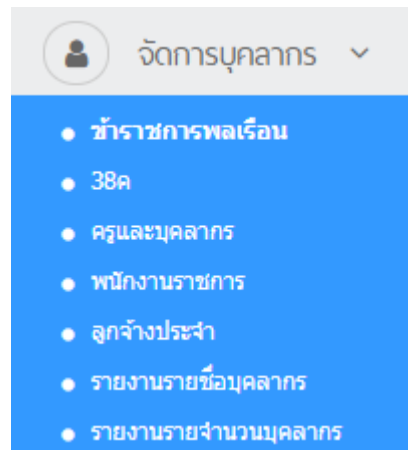 จัดการบุคลากร
ข้าราชการพลเรือน
38ค
ครูและบุคลากร
พนักงานราชการ
ลูกจ้างประจำ
รายงานรายชื่อบุคลากร
รายงานรายจำนวนบุคลากร